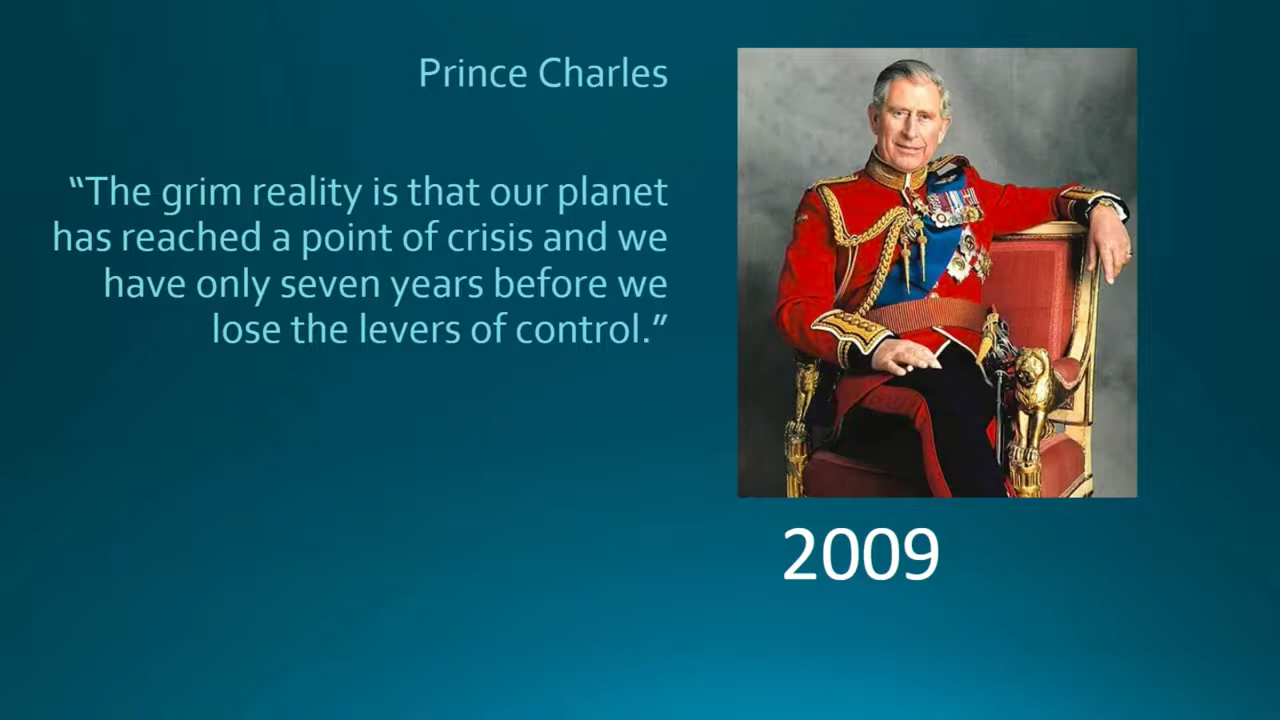 Prince Charles
“The grim reality is that our planet
has reached a point of crisis and we
have only seven years before we
lose the levers of control.”
2009